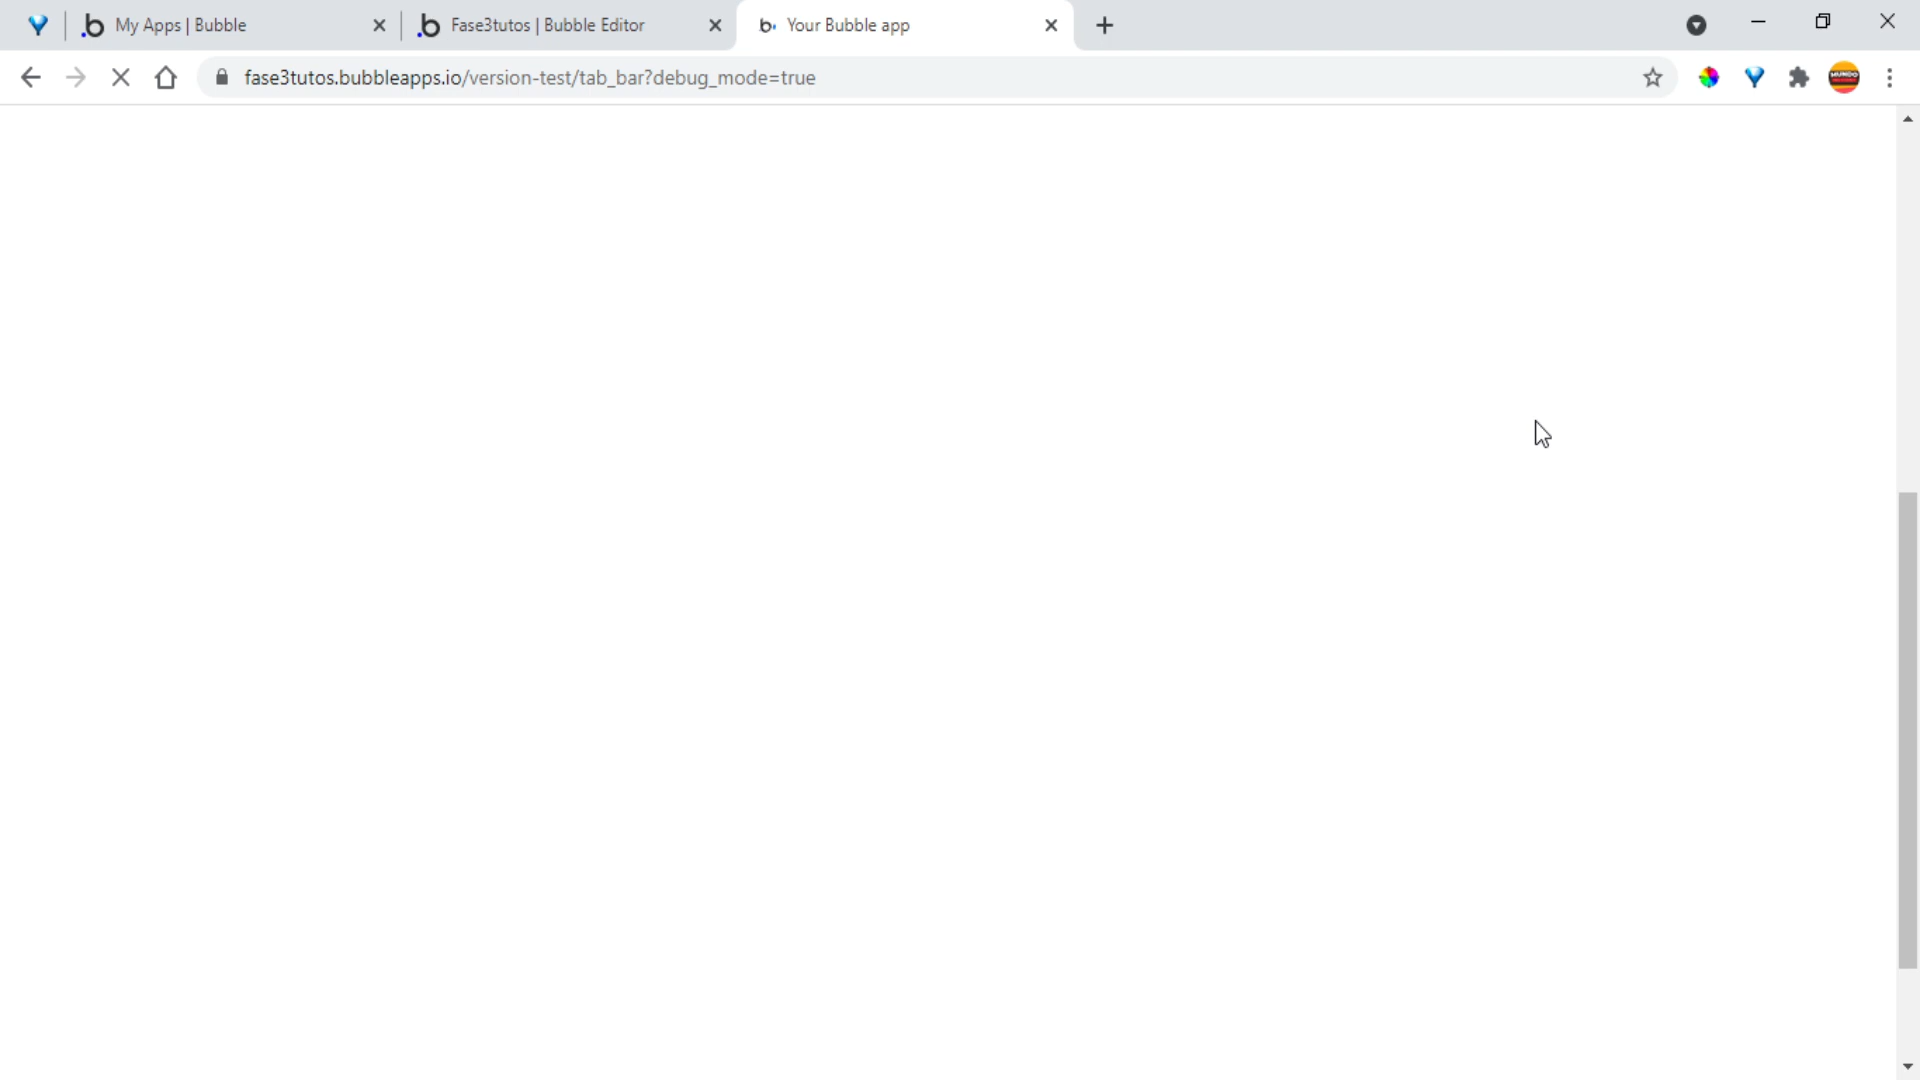 My Apps | Bubble
Fase3tutos | Bubble Editor
Your Bubble app
fase3tutos.bubbleapps.io/version-test/tab_bar?debug_mode=true